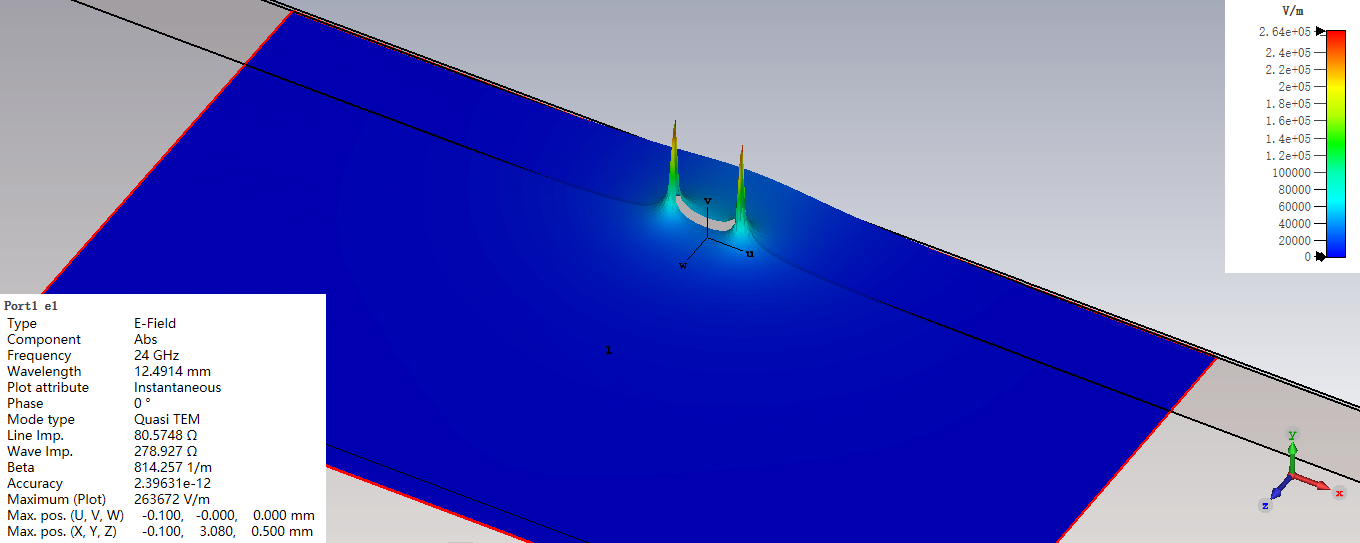 V/m
2.64e+05
2.4e+05
2.2e+05
2e+05
1.8e+05
1.6e+05
1.4e+05
1.2e+05
100000
80000
60000
40000
20000
0
v
u
w
1
Port1 e1
Type E-Field
Component Abs
Frequency 24 GHz
Wavelength 12.4914 mm
Plot attribute Instantaneous
Phase 0 °
Mode type Quasi TEM
Line Imp. 80.5748 Ω
Wave Imp. 278.927 Ω
Beta 814.257 1/m
Accuracy 2.39631e-12
Maximum (Plot) 263672 V/m
Max. pos. (U, V, W) -0.100, -0.000, 0.000 mm
Max. pos. (X, Y, Z) -0.100, 3.080, 0.500 mm
y
x
z